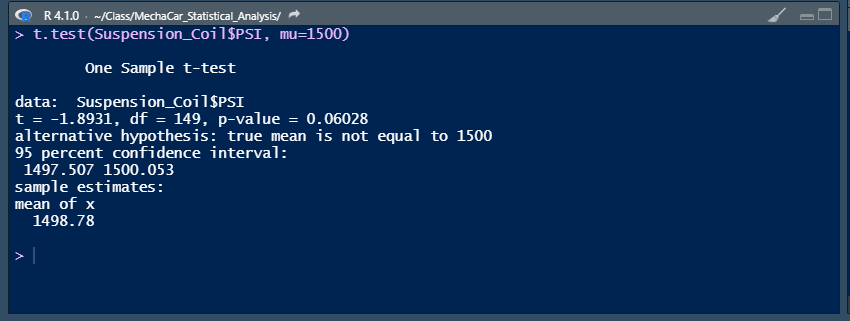 R 4.1.0 · ~/Class/MechaCar_Statistical_Analysis/
> t.test(Suspension_Coil$PSI, mu=1500)
One Sample t-test
data:  Suspension_Coil$PSI
t = -1.8931, df = 149, p-value = 0.06028
alternative hypothesis: true mean is not equal to 1500
95 percent confidence interval:
1497.507 1500.053
sample estimates:
mean of x
1498.78
>